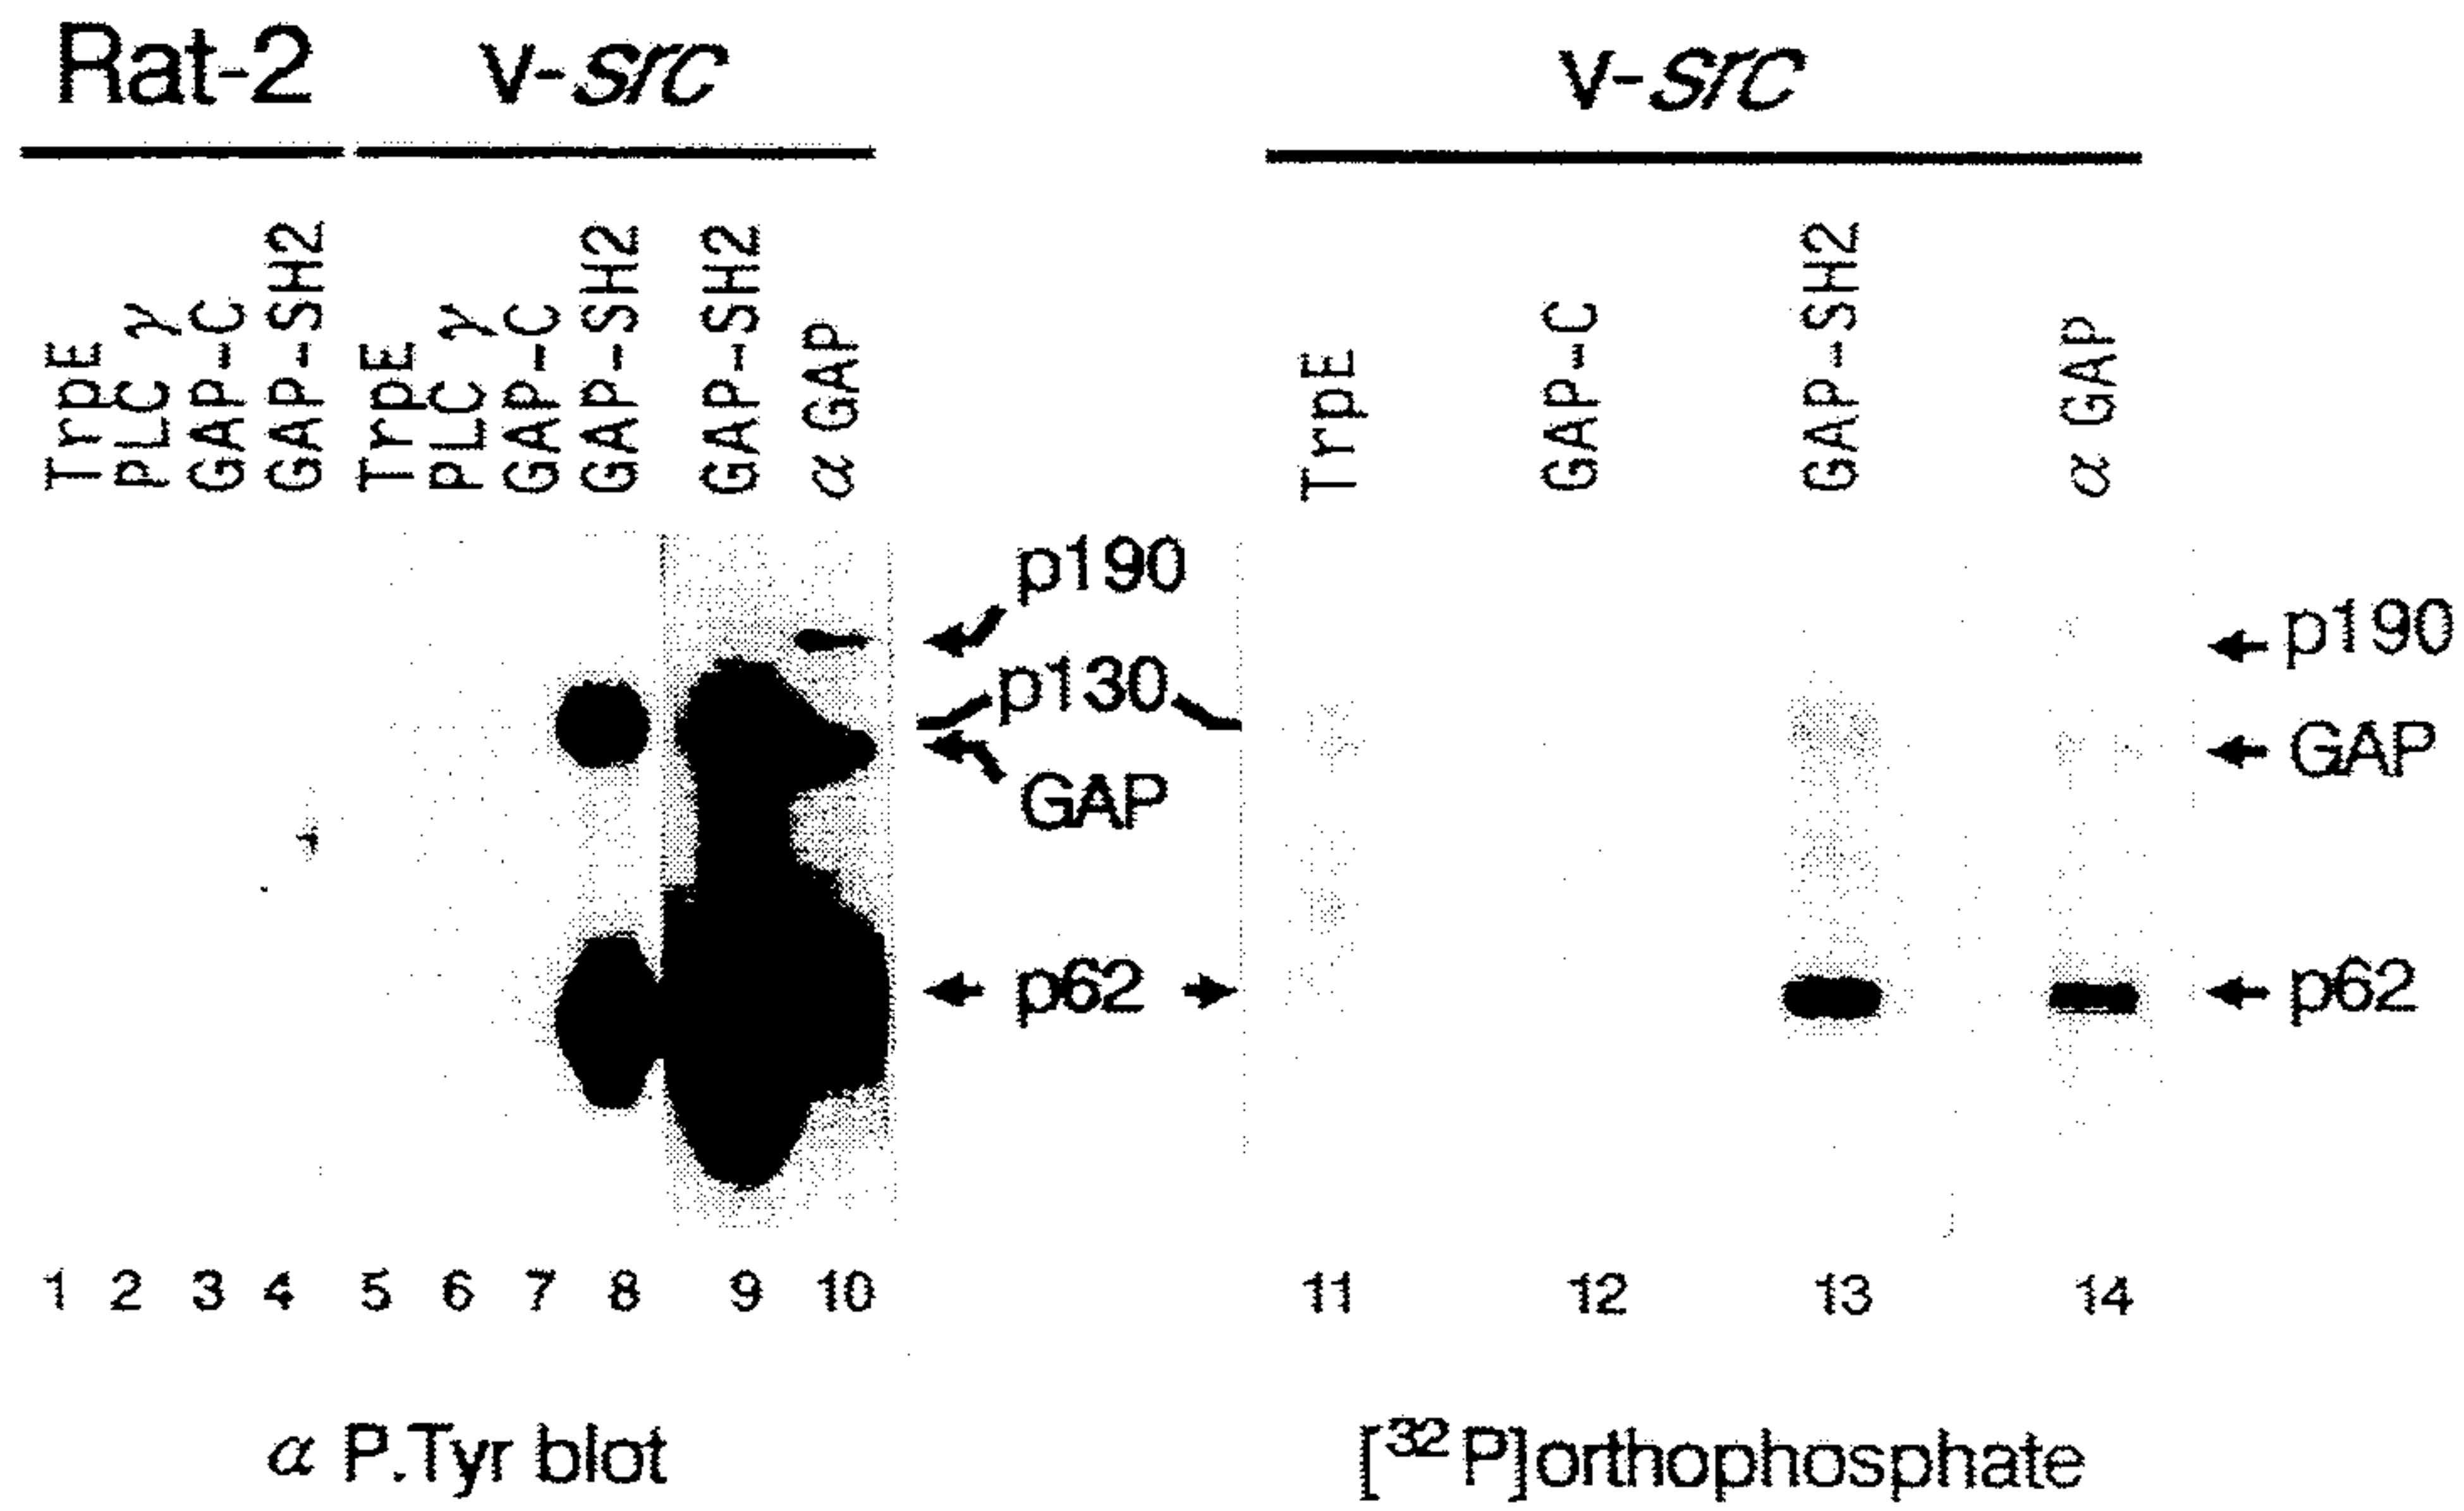 Rat-2 v-src v-src
TrpE PLC γ GAP-C GAP-SH2 TrpE PLC γ GAP-C GAP-SH2 GAP-SH2 α GAP TrpE GAP-C GAP-SH2 α GAP
p190
p130
GAP
p62
p190
GAP
p62
1 2 3 4 5 6 7 8 9 10 11 12 13 14
α P.Tyr blot [³²P]orthophosphate